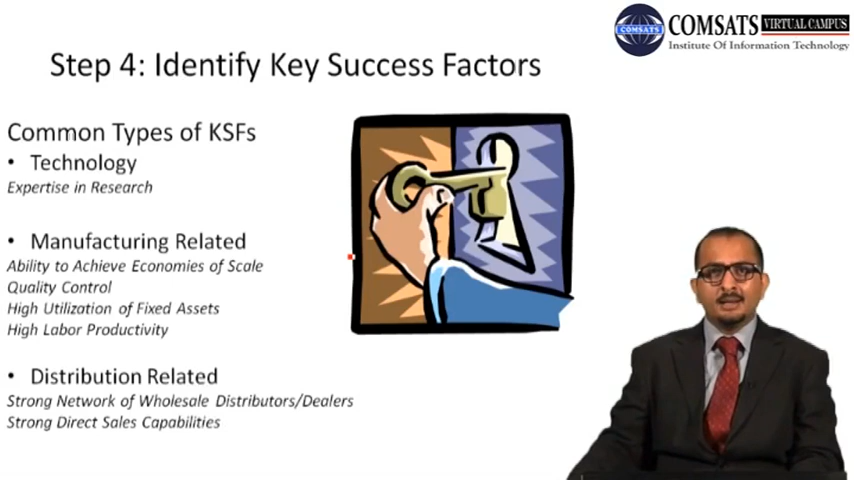 COMSATS
COMSATS VIRTUAL CAMPUS
Institute Of Information Technology
Step 4: Identify Key Success Factors
Common Types of KSFs
• Technology
Expertise in Research
• Manufacturing Related
Ability to Achieve Economies of Scale
Quality Control
High Utilization of Fixed Assets
High Labor Productivity
• Distribution Related
Strong Network of Wholesale Distributors/Dealers
Strong Direct Sales Capabilities